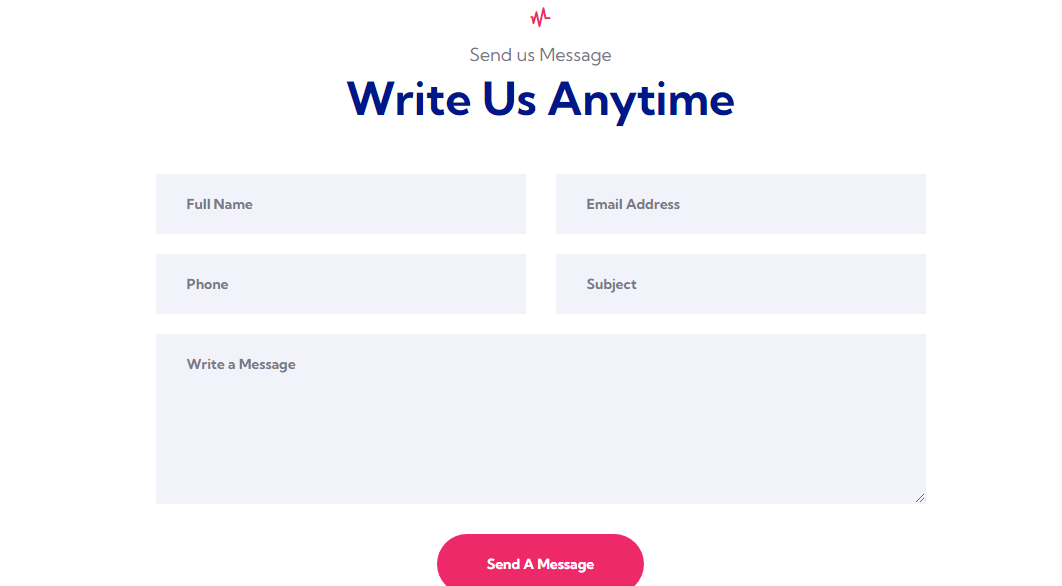 Send us Message
Write Us Anytime
Full Name
Email Address
Phone
Subject
Write a Message
Send A Message